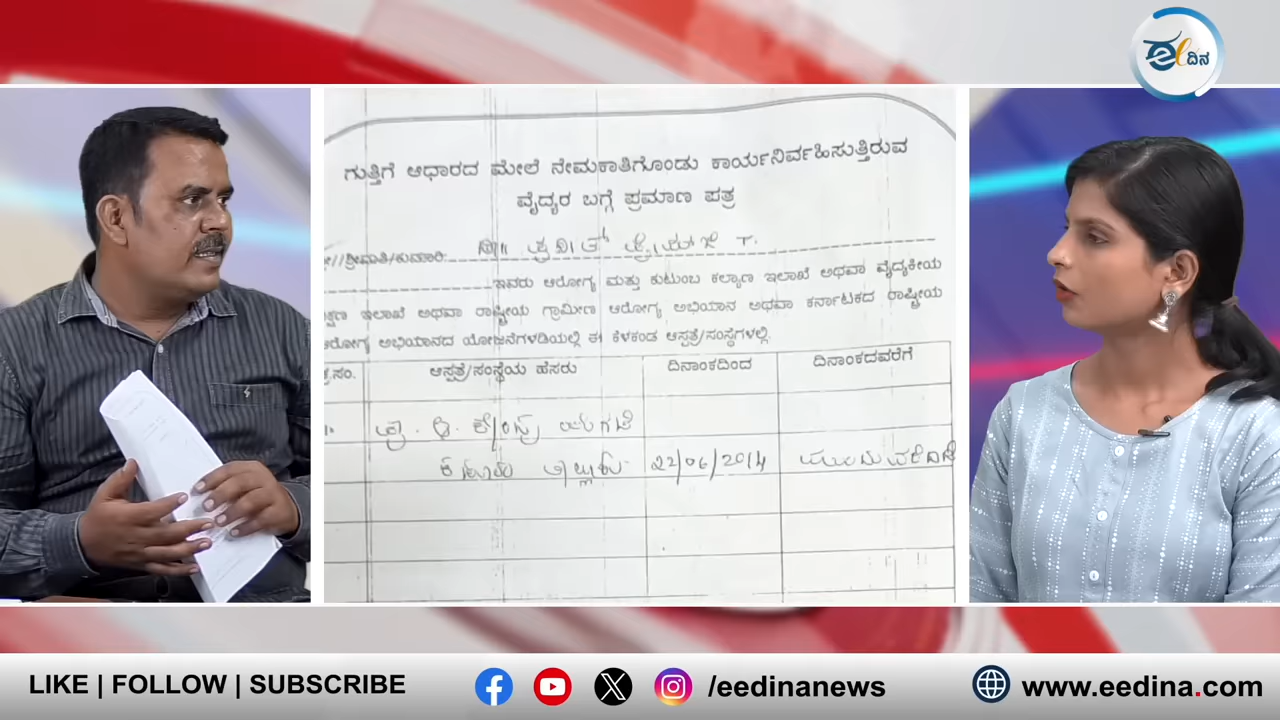 ಈ ದಿನ
ಗುತ್ತಿಗೆ ಆಧಾರದ ಮೇಲೆ ನೇಮಕಾತಿಗೊಂಡು ಕಾರ್ಯನಿರ್ವಹಿಸುತ್ತಿರುವ
ವೈದ್ಯರ ಬಗ್ಗೆ ಪ್ರಮಾಣ ಪತ್ರ
/ಶ್ರೀಮತಿ/ಕುಮಾರಿ
ಇವರು ಆರೋಗ್ಯ ಮತ್ತು ಕುಟುಂಬ ಕಲ್ಯಾಣ ಇಲಾಖೆ ಅಥವಾ ವೈದ್ಯಕೀಯ
ಇಲಾಖೆ ಅಥವಾ ರಾಷ್ಟ್ರೀಯ ಗ್ರಾಮೀಣ ಆರೋಗ್ಯ ಅಭಿಯಾನ ಅಥವಾ ಕರ್ನಾಟಕದ ರಾಷ್ಟ್ರೀಯ
ಅಭಿಯಾನದ ಯೋಜನೆಗಳಡಿಯಲ್ಲಿ ಈ ಕೆಳಕಂಡ ಆಸ್ಪತ್ರೆ/ಸಂಸ್ಥೆಗಳಲ್ಲಿ
ಸಂ. ಆಸ್ಪತ್ರೆ/ಸಂಸ್ಥೆಯ ಹೆಸರು ದಿನಾಂಕದಿಂದ ದಿನಾಂಕದವರೆಗೆ
ಪ್ರಾ. ಆ. ಕೇಂದ್ರ
22/06/2014
LIKE | FOLLOW | SUBSCRIBE
/eedinanews
www.eedina.com